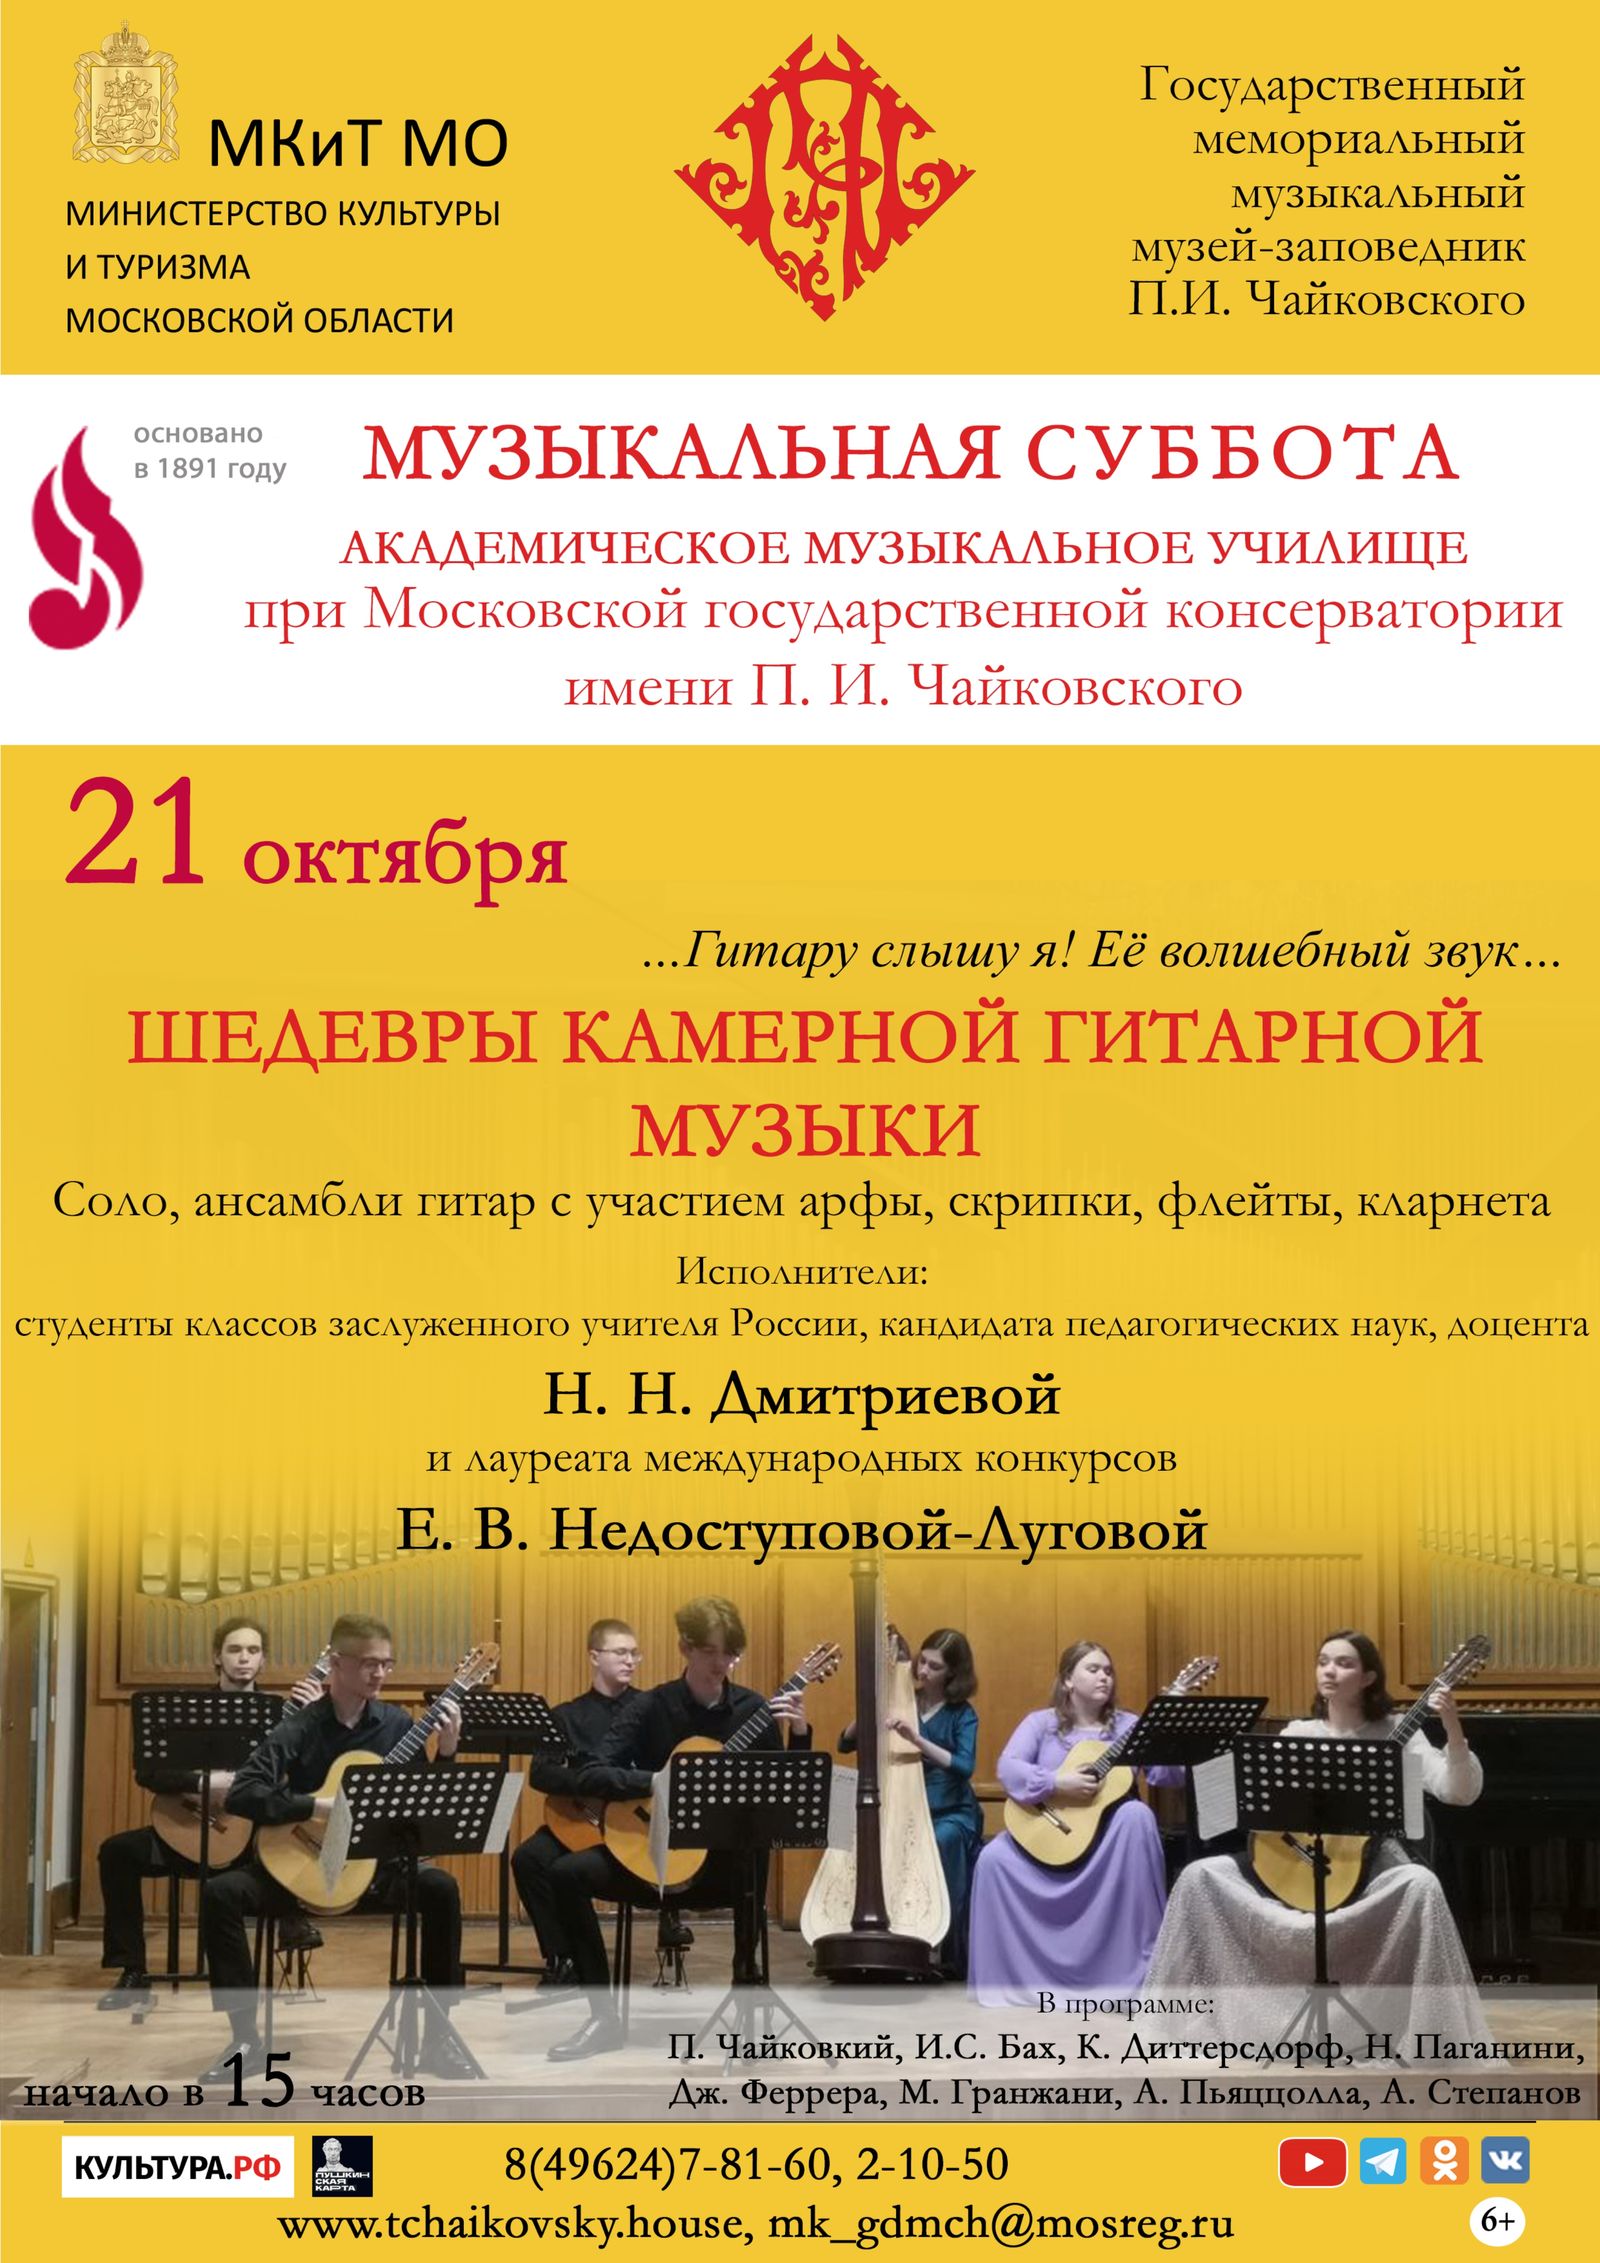 МКиТ МО
МИНИСТЕРСТВО КУЛЬТУРЫ
И ТУРИЗМА
МОСКОВСКОЙ ОБЛАСТИ
Государственный
мемориальный
музыкальный
музей-заповедник
П.И. Чайковского
основано
в 1891 году
МУЗЫКАЛЬНАЯ СУББОТА
АКАДЕМИЧЕСКОЕ МУЗЫКАЛЬНОЕ УЧИЛИЩЕ
при Московской государственной консерватории
имени П. И. Чайковского
21 октября
...Гитару слышу я! Её волшебный звук...
ШЕДЕВРЫ КАМЕРНОЙ ГИТАРНОЙ
МУЗЫКИ
Соло, ансамбли гитар с участием арфы, скрипки, флейты, кларнета
Исполнители:
студенты классов заслуженного учителя России, кандидата педагогических наук, доцента
Н. Н. Дмитриевой
и лауреата международных конкурсов
Е. В. Недоступовой-Луговой
В программе:
П. Чайковкий, И.С. Бах, К. Диттерсдорф, Н. Паганини,
Дж. Феррера, М. Гранжани, А. Пьяццолла, А. Степанов
начало в 15 часов
КУЛЬТУРА.РФ
ПУШКИН
СКАЯ
КАРТА
8(49624)7-81-60, 2-10-50
www.tchaikovsky.house, mk_gdmch@mosreg.ru
6+